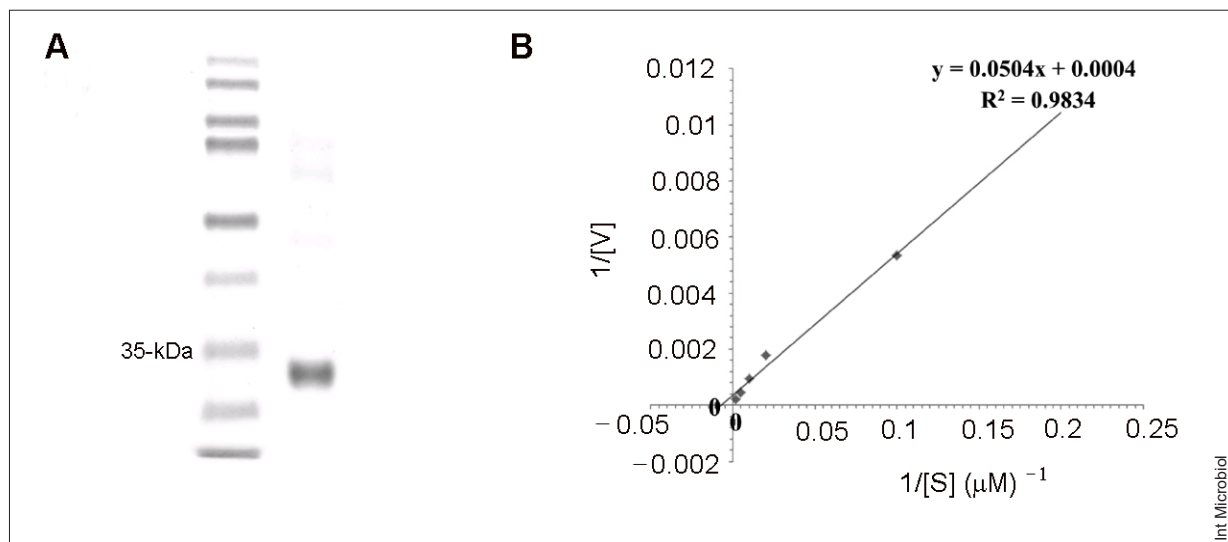 A
35-kDa
B
y = 0.0504x + 0.0004
R² = 0.9834
0.012
0.01
0.008
0.006
0.004
0.002
0
−0.002
1/[V]
−0.05
0
0.05
0.1
0.15
0.2
0.25
1/[S] (μM) ⁻¹
Int Microbiol